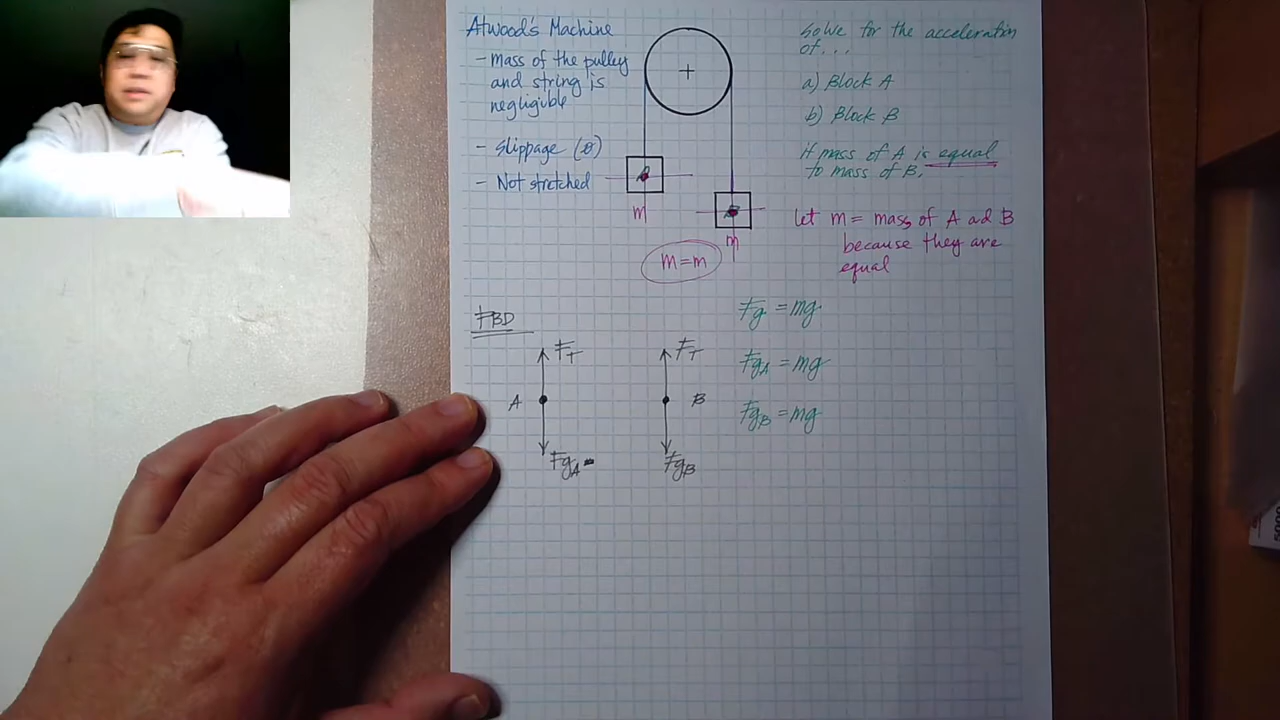 Atwood's Machine
- mass of the pulley
and string is
negligible
- Slippage (θ)
- Not stretched
B
m
m
m = m
Solve for the acceleration
of...
a) Block A
b) Block B
if mass of A is equal
to mass of B.
Let m = mass of A ad B
because they are
equal
FBD
FT
A
FgA
FT
B
FgB
Fg = mg
FgA = mg
FgB = mg